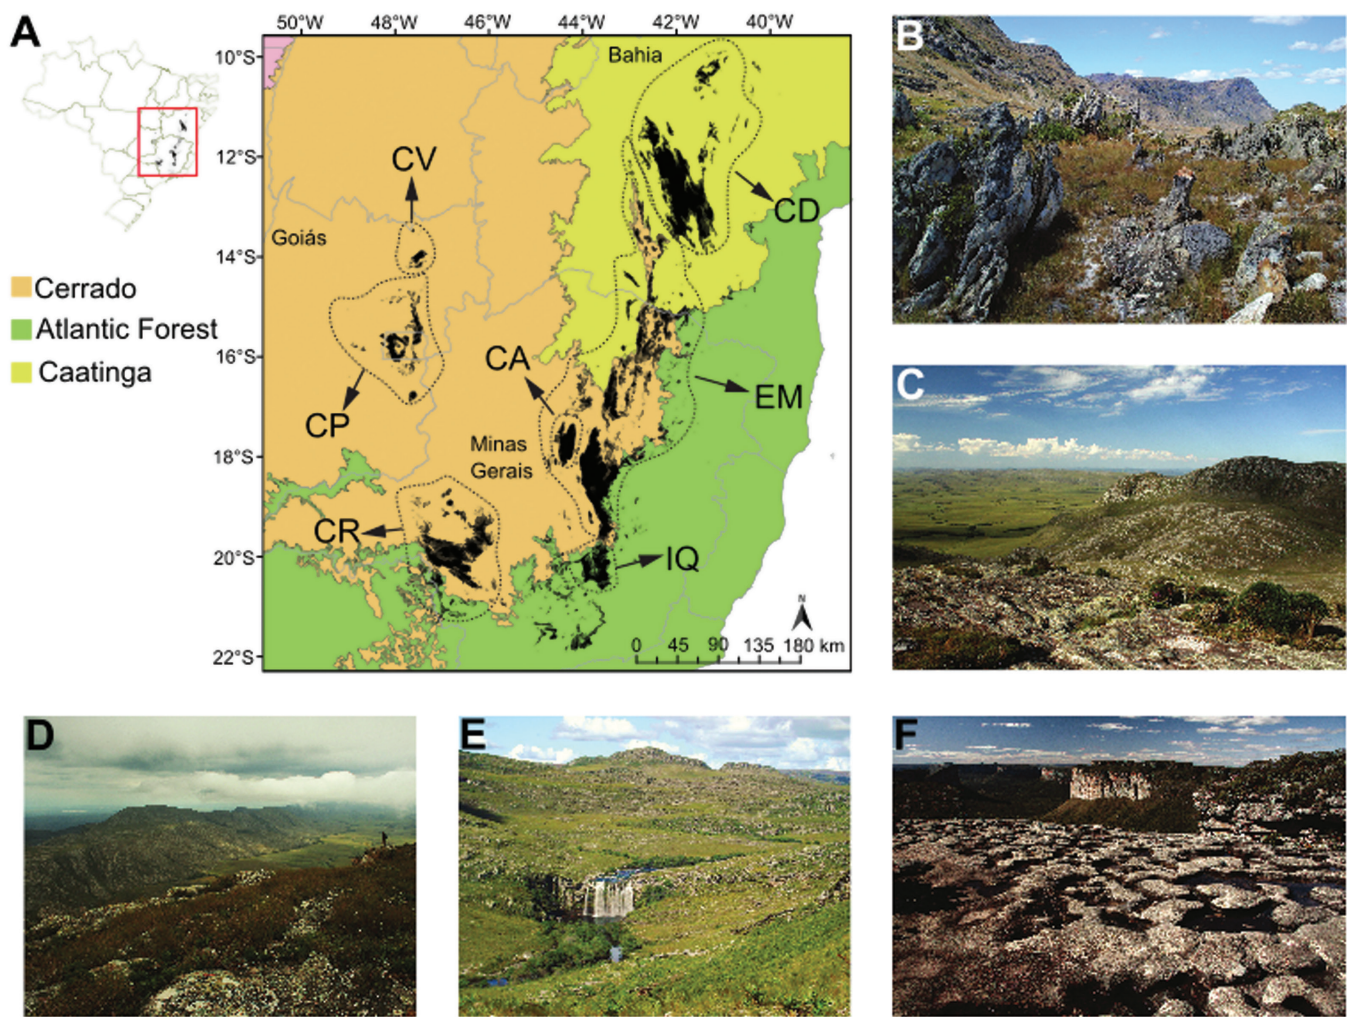 A
50°W 48°W 46°W 44°W 42°W 40°W
10°S
12°S
14°S
16°S
18°S
20°S
22°S
Bahia
CV
CD
Goiás
Cerrado
Atlantic Forest
Caatinga
CA
EM
CP
Minas
Gerais
CR
IQ
N
0 45 90 135 180 km
B
C
D
E
F